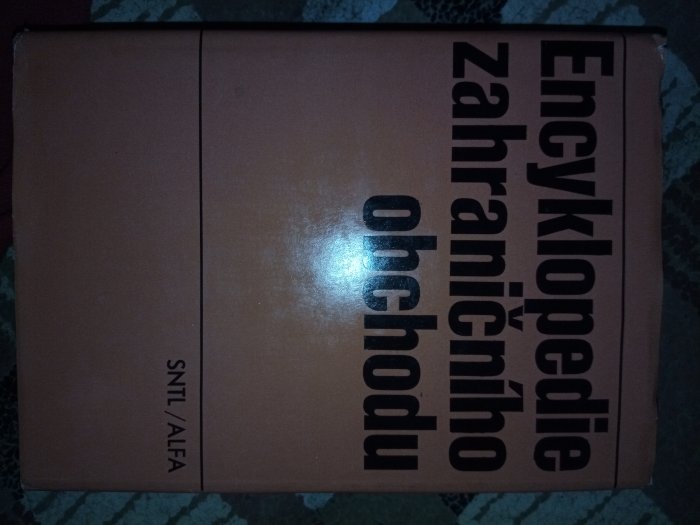 Encyklopedie
zahraničního
obchodu
SNTL/ALFA